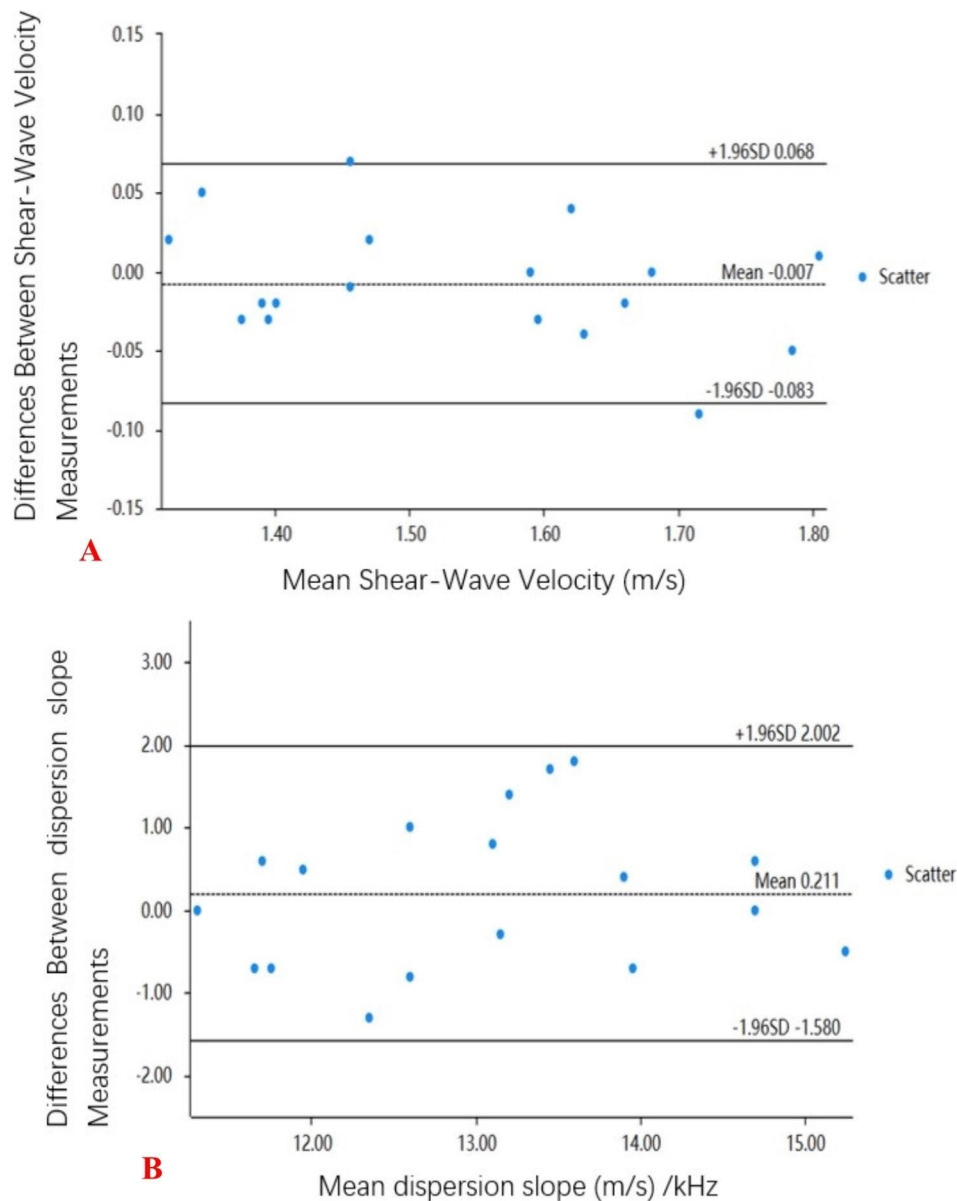 Differences Between Shear-Wave Velocity
Measurements
0.15
0.10
0.05
0.00
-0.05
-0.10
-0.15
+1.96SD 0.068
Mean -0.007
-1.96SD -0.083
Scatter
1.40 1.50 1.60 1.70 1.80
A
Mean Shear-Wave Velocity (m/s)
Differences Between dispersion slope
Measurements
3.00
2.00
1.00
0.00
-1.00
-2.00
+1.96SD 2.002
Mean 0.211
-1.96SD -1.580
Scatter
12.00 13.00 14.00 15.00
B
Mean dispersion slope (m/s) /kHz